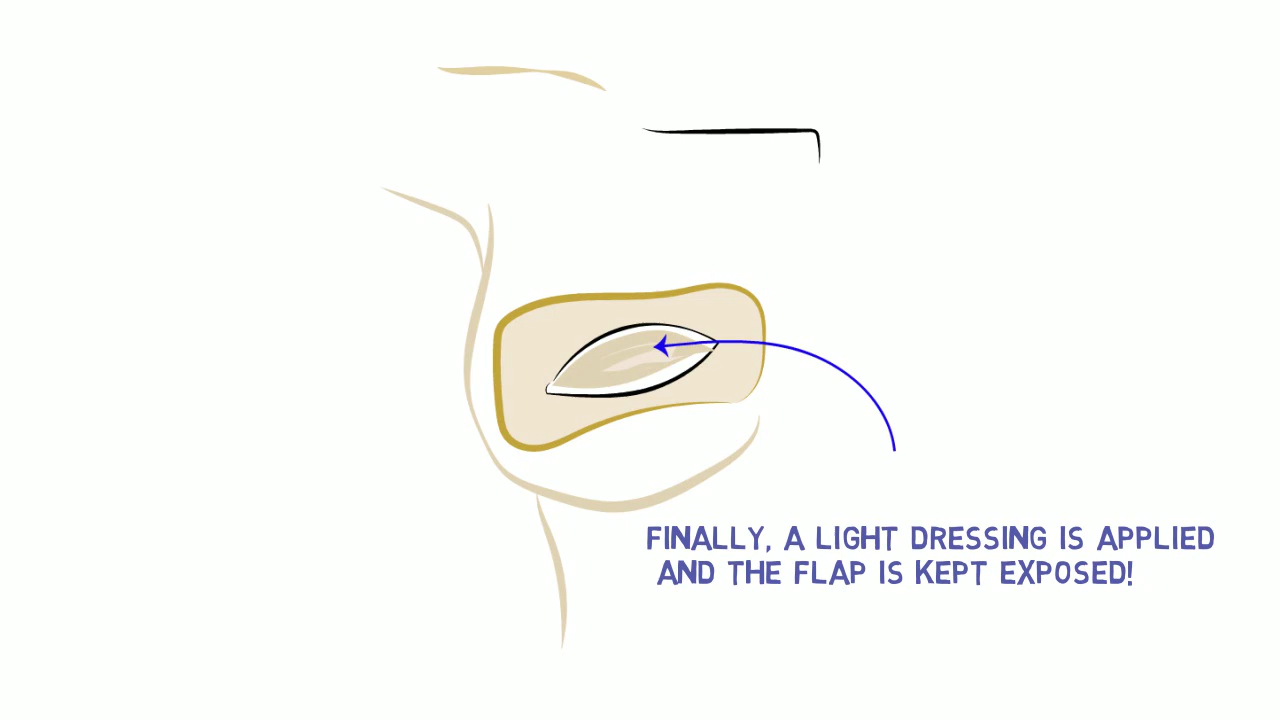 FINALLY, A LIGHT DRESSING IS APPLIED
AND THE FLAP IS KEPT EXPOSED!